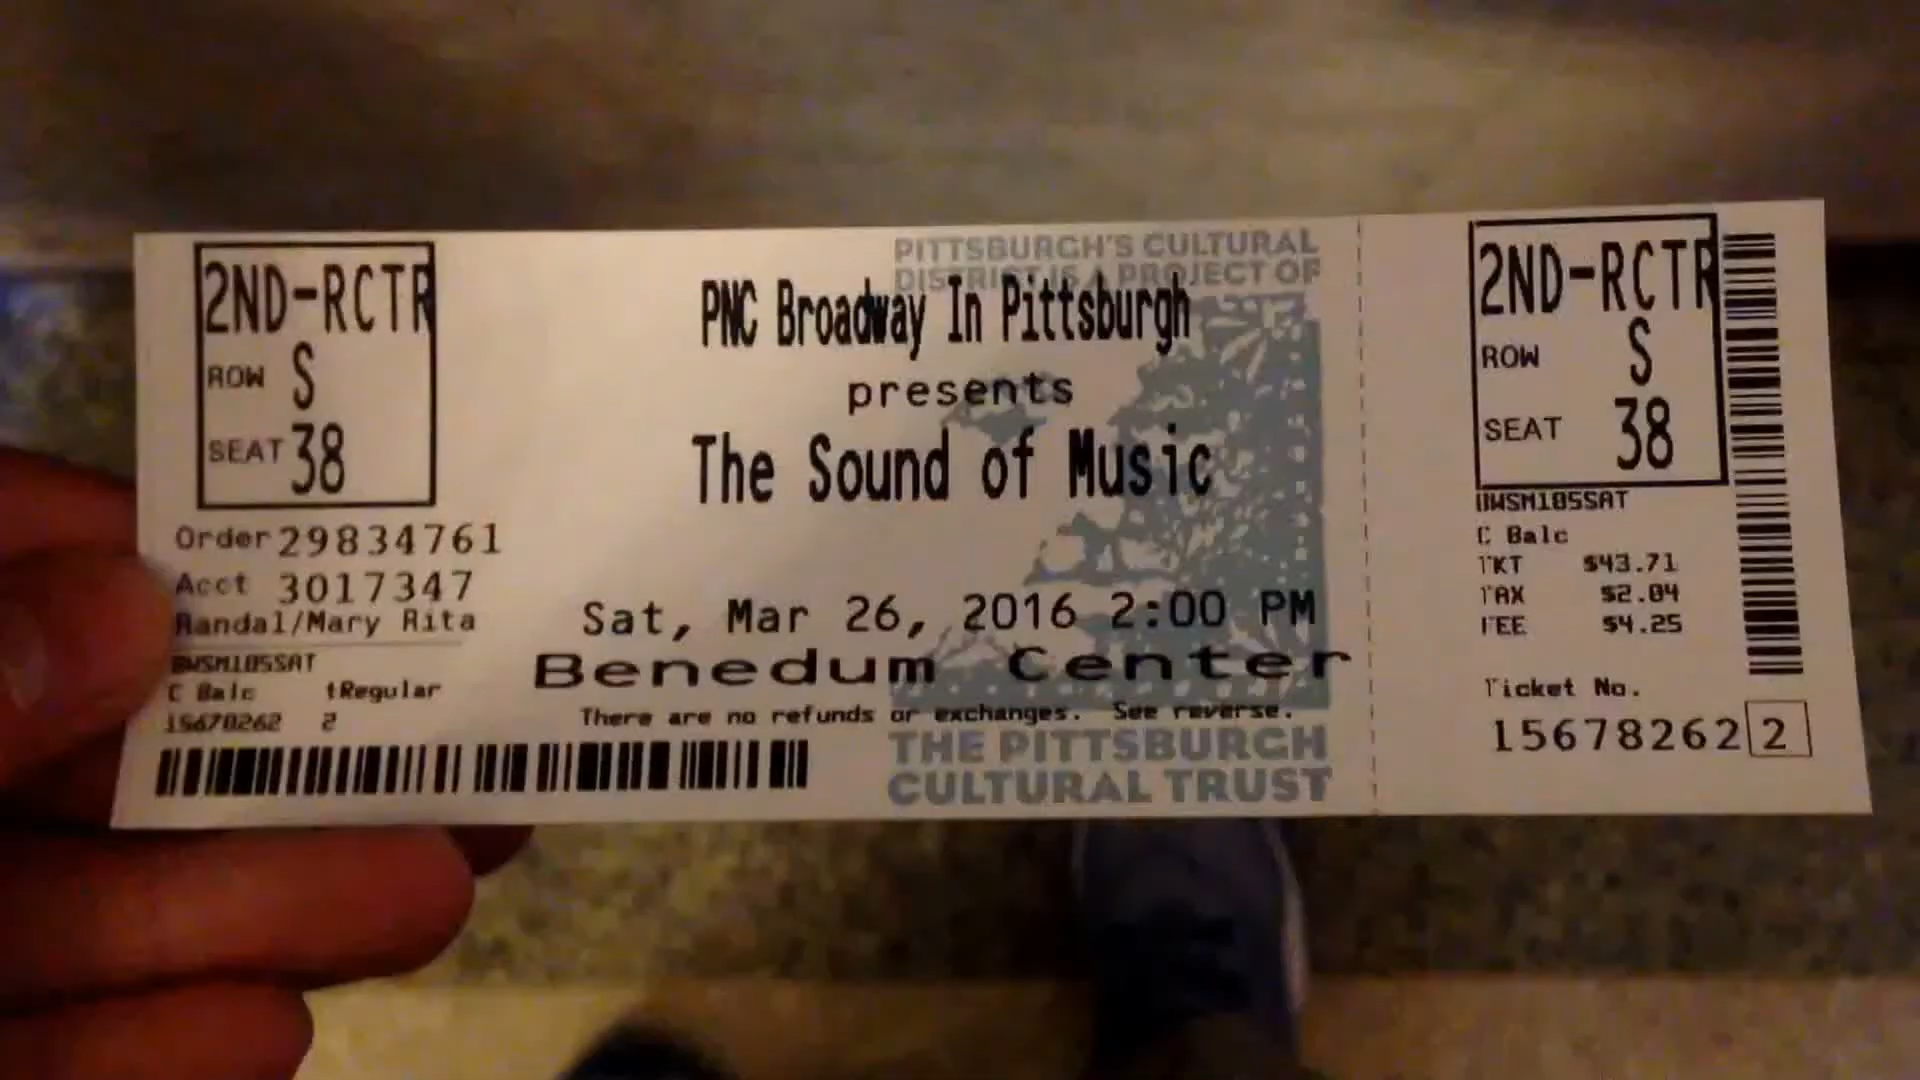 2ND-RCTR
ROW S
SEAT 38
Order 29834761
Acct 3017347
Randal/Mary Rita
BWSM105SAT
C Balc tRegular
15678262 2
PITTSBURGH'S CULTURAL
DISTRICT IS A PROJECT OF
PNC Broadway In Pittsburgh
presents
The Sound of Music
Sat, Mar 26, 2016 2:00 PM
Benedum Center
There are no refunds or exchanges. See reverse.
THE PITTSBURGH
CULTURAL TRUST
2ND-RCTR
ROW S
SEAT 38
BWSM105SAT
C Balc
TKT $43.71
TAX $2.04
FEE $4.25
Ticket No.
15678262 2